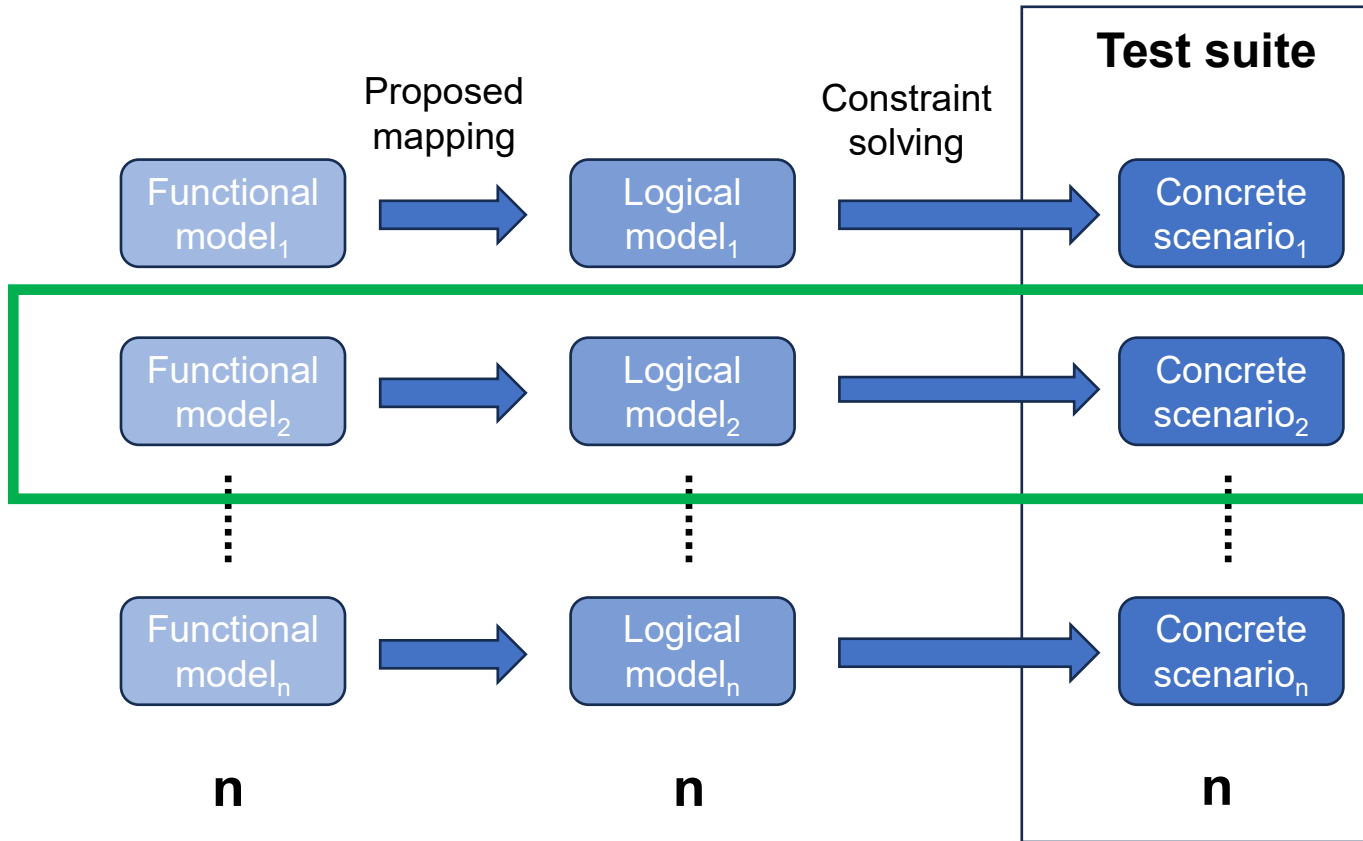 Test suite
Proposed
mapping
Constraint
solving
Functional
model₁
Logical
model₁
Concrete
scenario₁
Functional
model₂
Logical
model₂
Concrete
scenario₂
Functional
modelₙ
Logical
modelₙ
Concrete
scenarioₙ
n
n
n